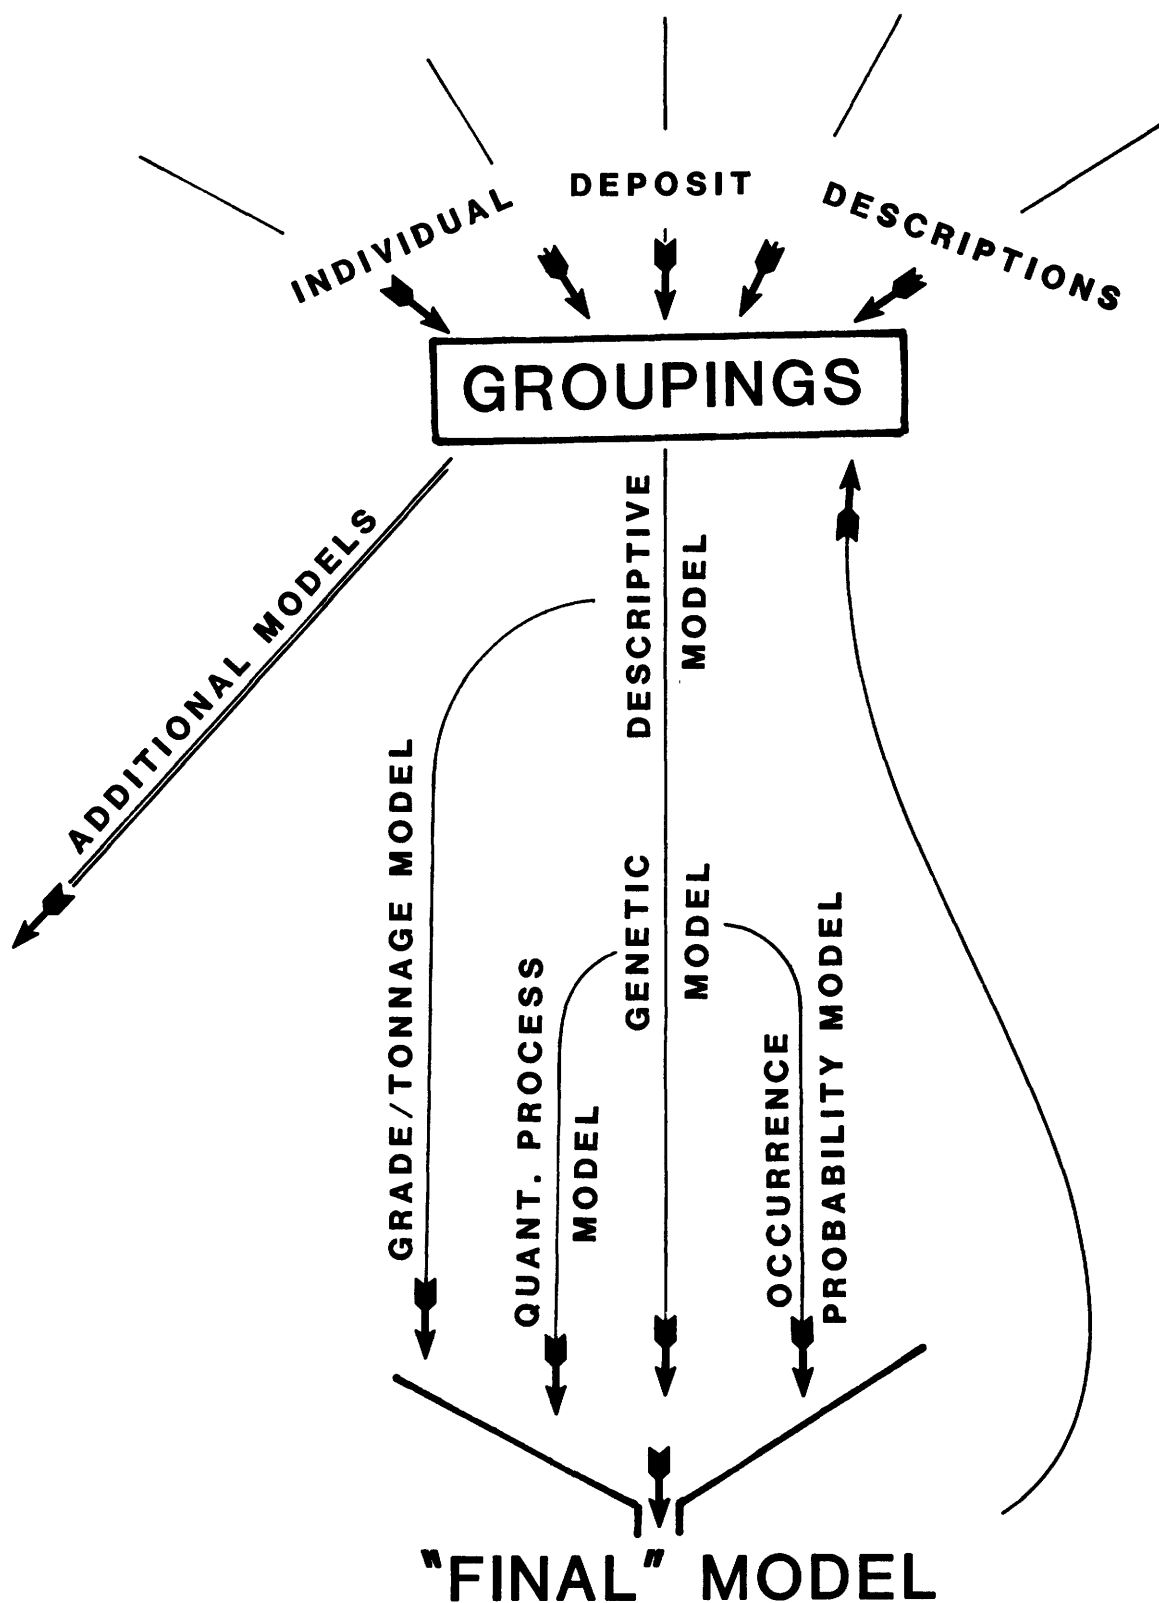 INDIVIDUAL DEPOSIT DESCRIPTIONS
GROUPINGS
ADDITIONAL MODELS
DESCRIPTIVE
MODEL
GRADE/TONNAGE MODEL
GENETIC
MODEL
QUANT. PROCESS
MODEL
OCCURRENCE
PROBABILITY MODEL
"FINAL" MODEL